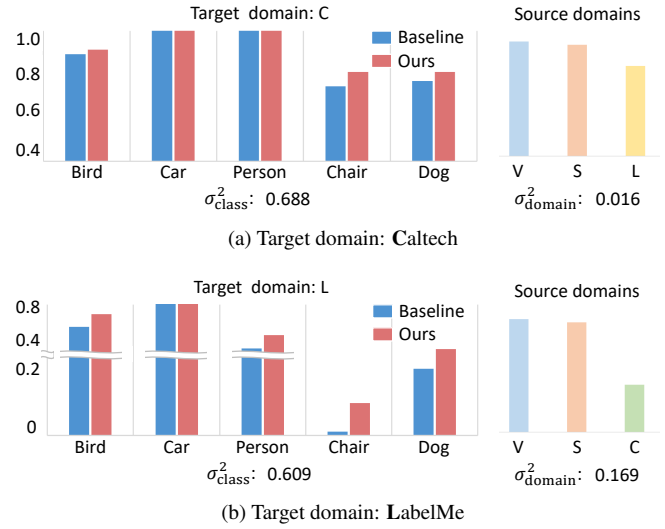 Target domain: C
Source domains
Baseline
Ours
1.0
0.8
0.6
0.4
Bird Car Person Chair Dog
V S L
σ²class: 0.688
σ²domain: 0.016
(a) Target domain: Caltech
Target domain: L
Source domains
Baseline
Ours
0.8
0.4
0.2
0
Bird Car Person Chair Dog
V S C
σ²class: 0.609
σ²domain: 0.169
(b) Target domain: LabelMe